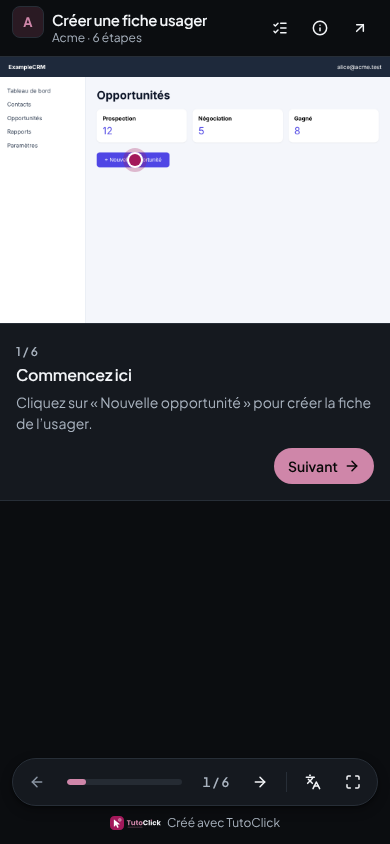 A
Créer une fiche usager
Acme · 6 étapes
ExampleCRM
alice@acme.test
Tableau de bord
Contacts
Opportunités
Rapports
Paramètres
Opportunités
Prospection
12
Négociation
5
Gagné
8
1 / 6
Commencez ici
Cliquez sur « Nouvelle opportunité » pour créer la fiche
de l'usager.
Suivant
1 / 6
TutoClick Créé avec TutoClick